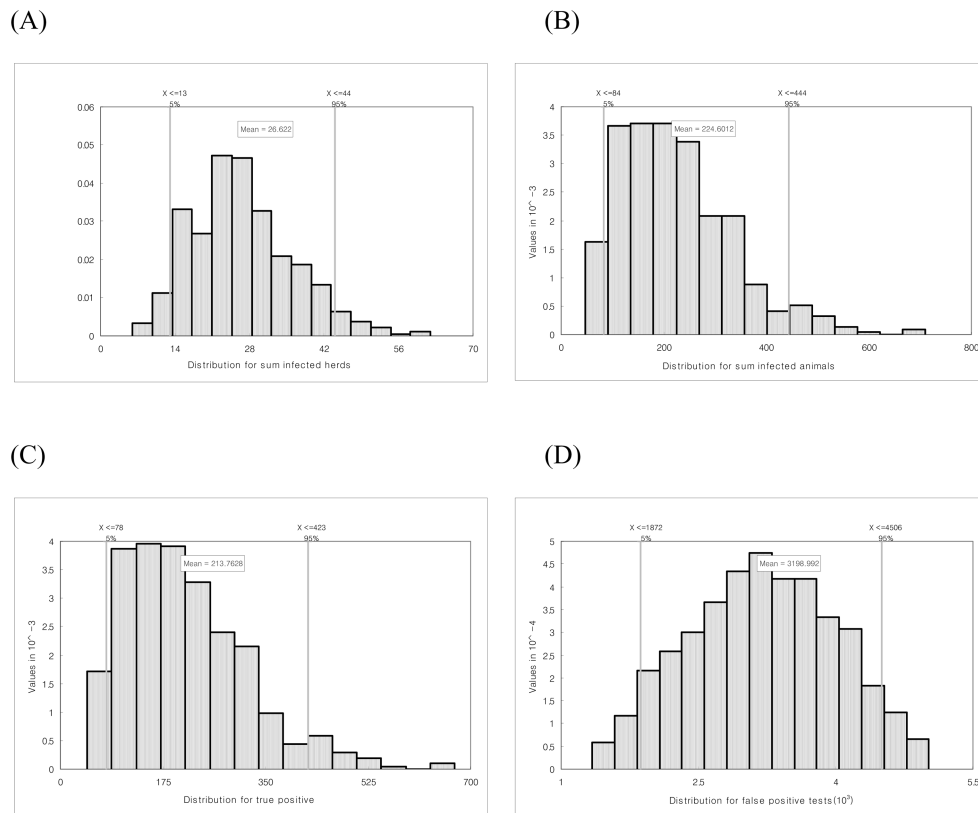 (A)
(B)
X <=13
5%
X <=44
95%
Mean = 26.622
0.06
0.05
0.04
0.03
0.02
0.01
0
0
14
28
42
56
70
Distribution for sum infected herds
X <=84
5%
X <=444
95%
Mean = 224.6012
Values in 10^ -3
4
3.5
3
2.5
2
1.5
1
0.5
0
0
200
400
600
800
Distribution for sum infected animals
(C)
(D)
X <=78
5%
X <=423
95%
Mean = 213.7628
Values in 10^ -3
4
3.5
3
2.5
2
1.5
1
0.5
0
0
175
350
525
700
Distribution for true positive
X <=1872
5%
X <=4506
95%
Mean = 3198.992
Values in 10^ -4
5
4.5
4
3.5
3
2.5
2
1.5
1
0.5
0
1
2.5
4
5.5
Distribution for false positive tests(10³)